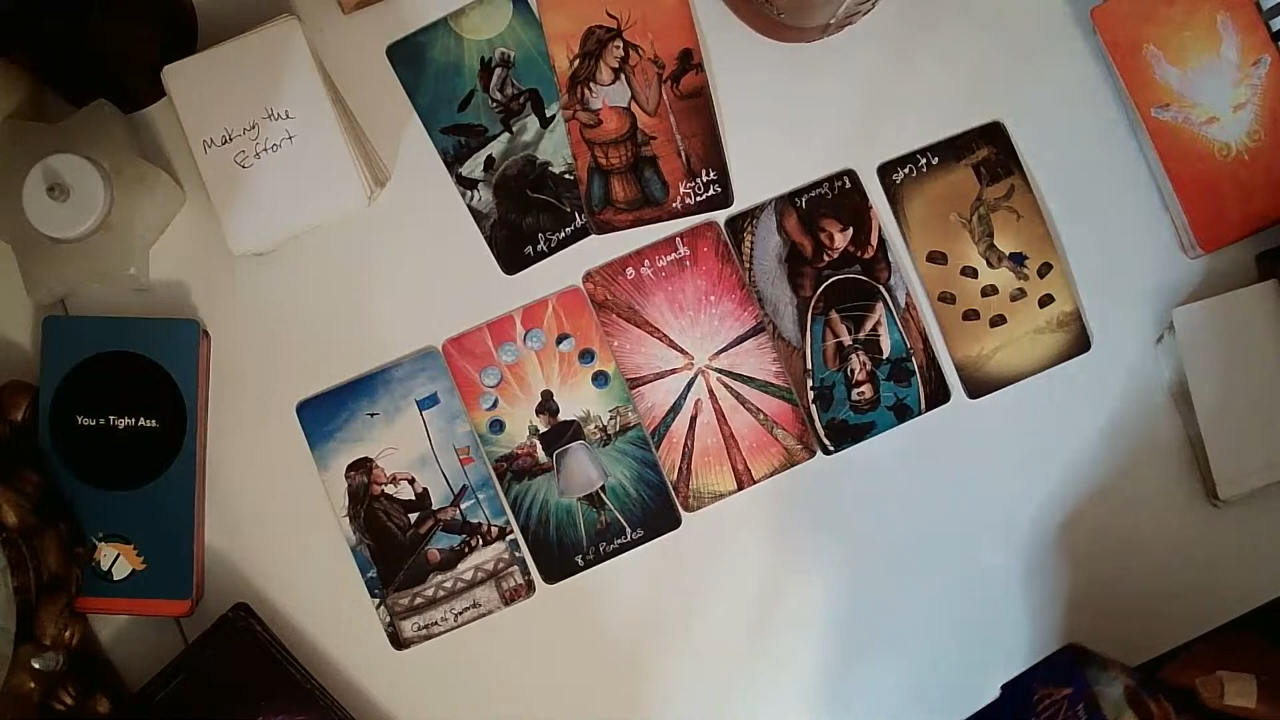 Making the
Effort
7 of Swords
Knight
of Wands
8 of Wands
8 of Swords
9 of Cups
You = Tight Ass.
8 of Pentacles
Queen of Swords